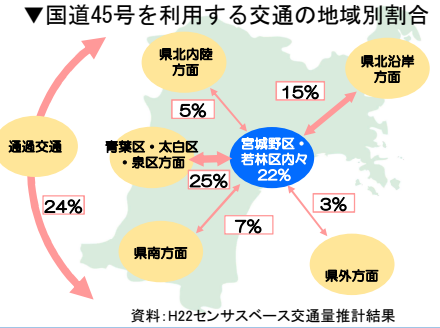 ▼国道45号を利用する交通の地域別割合
県北内陸
方面
県北沿岸
方面
15%
5%
通過交通
青葉区・太白区
・泉区方面
宮城野区・
若林区内々
22%
25%
24%
3%
7%
県南方面
県外方面
資料：H22センサスベース交通量推計結果